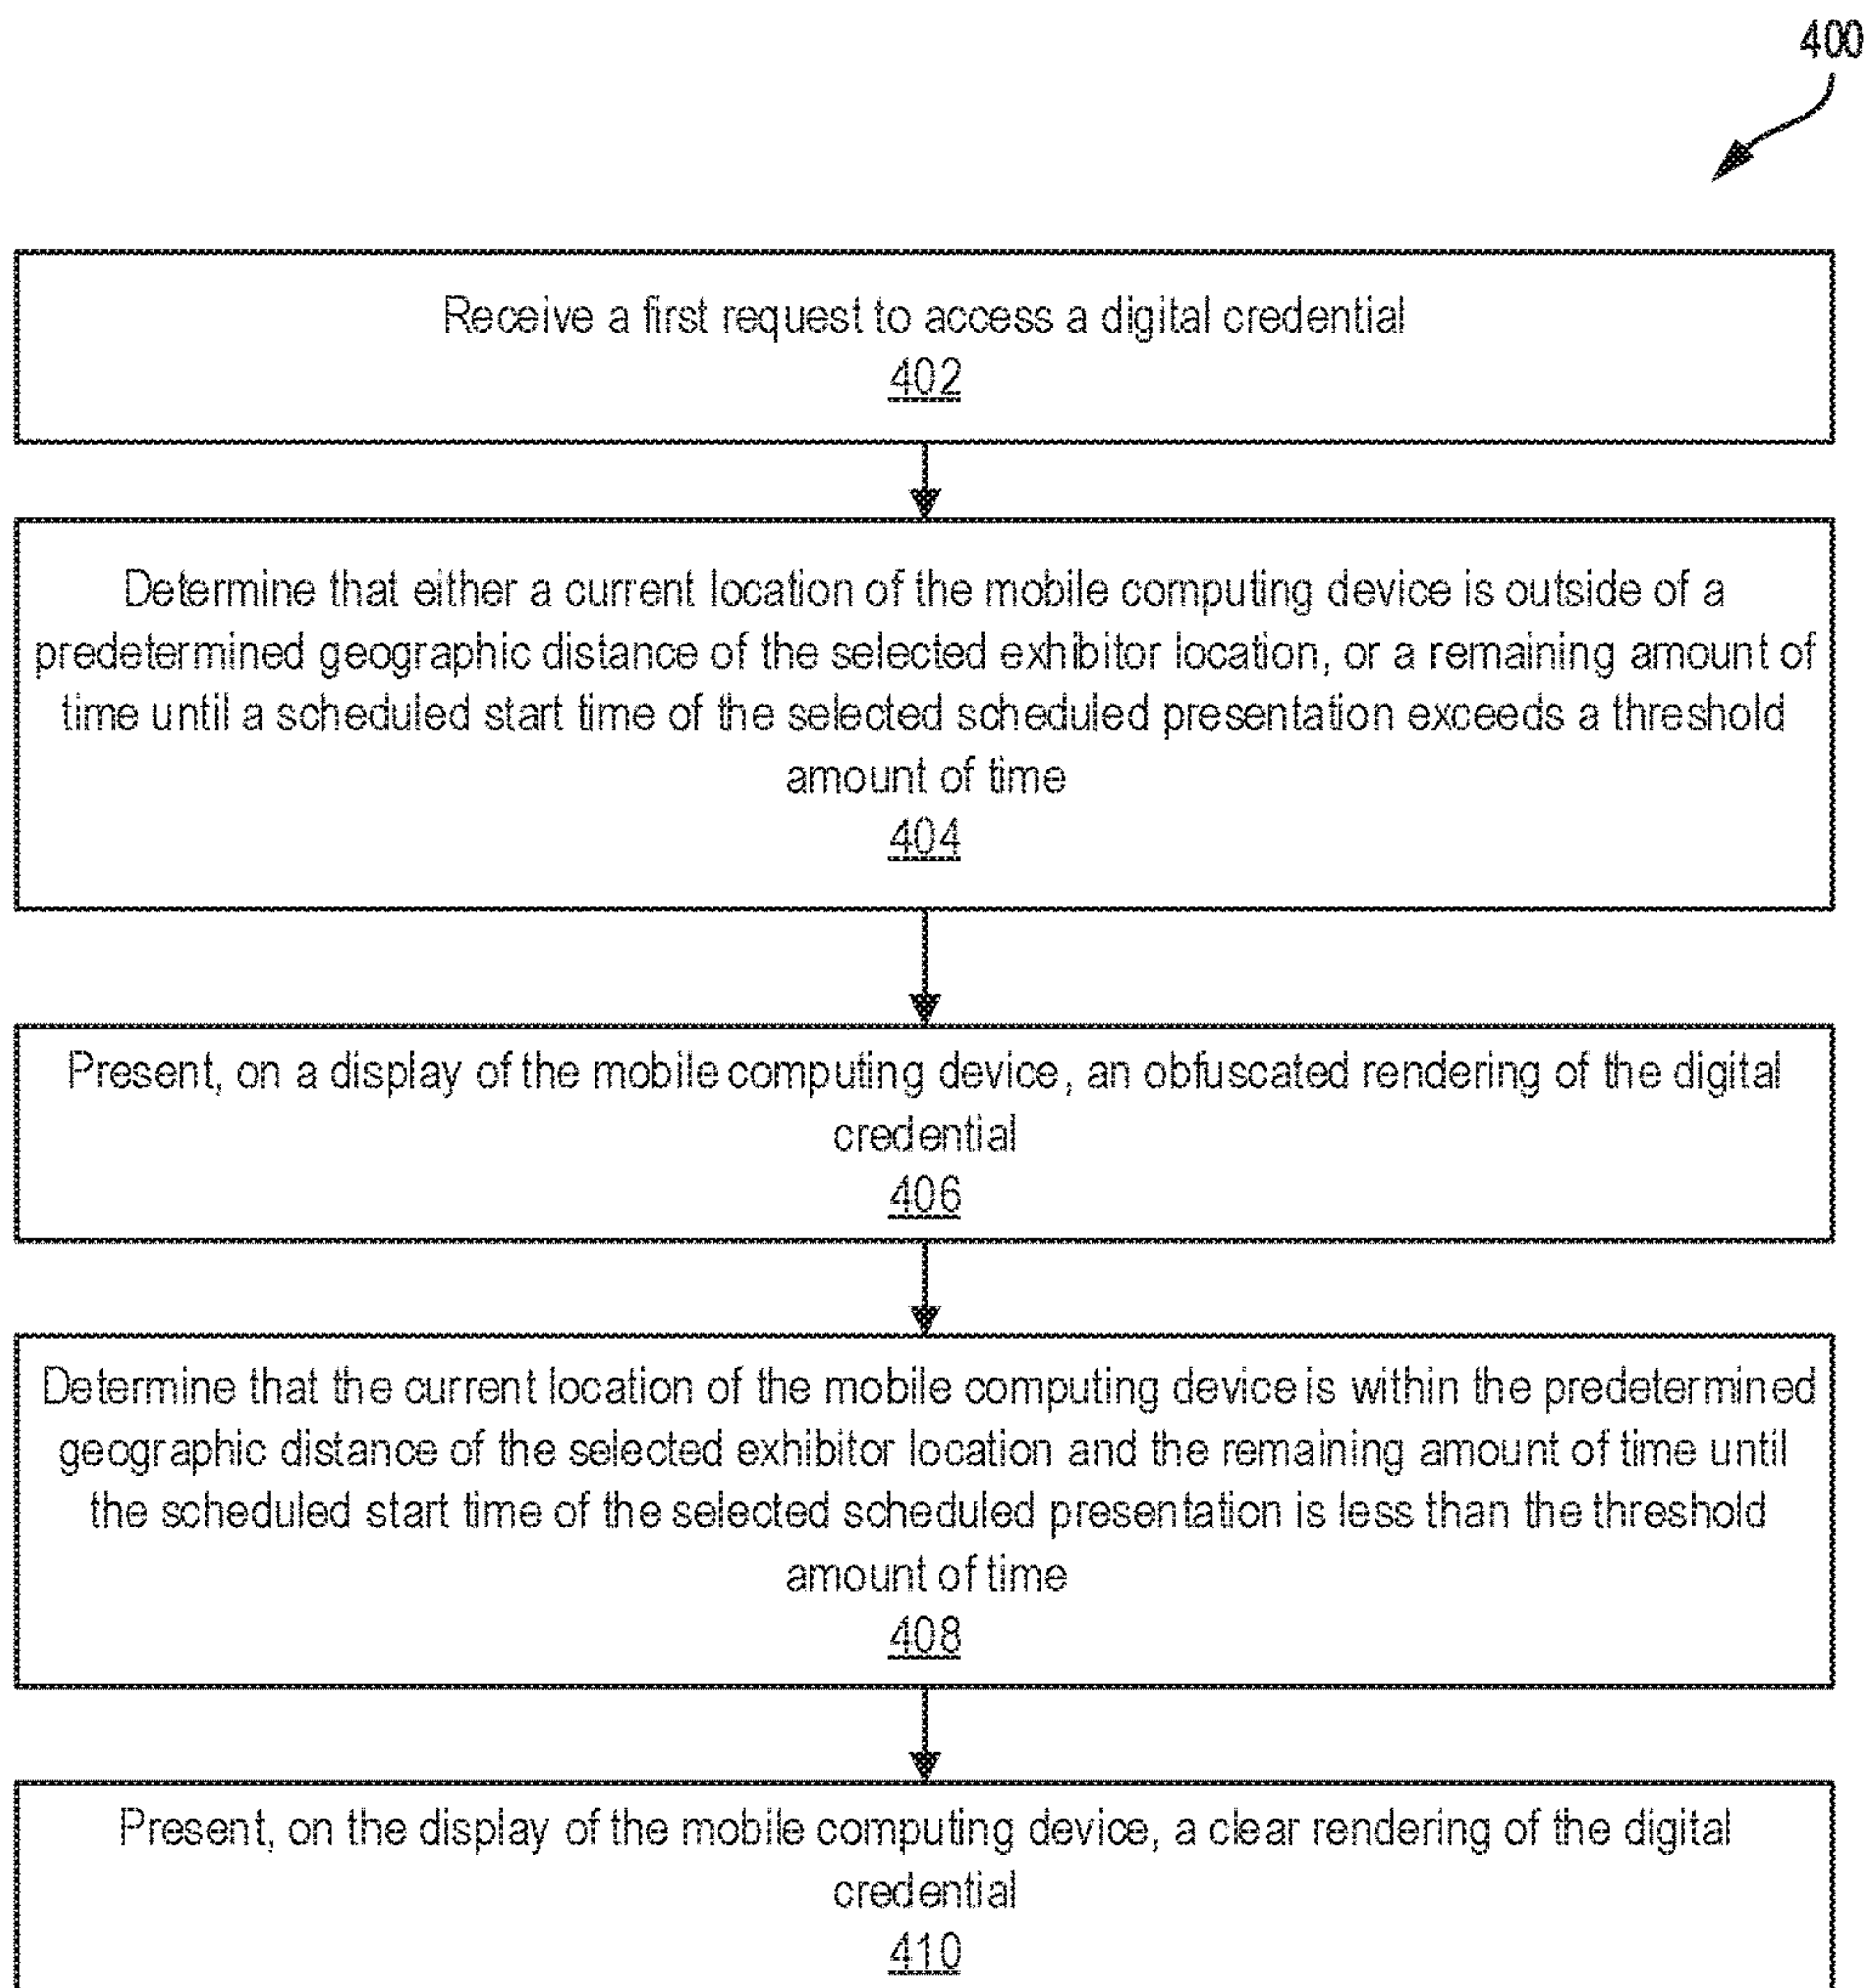 400
Receive a first request to access a digital credential
402
Determine that either a current location of the mobile computing device is outside of a
predetermined geographic distance of the selected exhibitor location, or a remaining amount of
time until a scheduled start time of the selected scheduled presentation exceeds a threshold
amount of time
404
Present, on a display of the mobile computing device, an obfuscated rendering of the digital
credential
406
Determine that the current location of the mobile computing device is within the predetermined
geographic distance of the selected exhibitor location and the remaining amount of time until
the scheduled start time of the selected scheduled presentation is less than the threshold
amount of time
408
Present, on the display of the mobile computing device, a clear rendering of the digital
credential
410